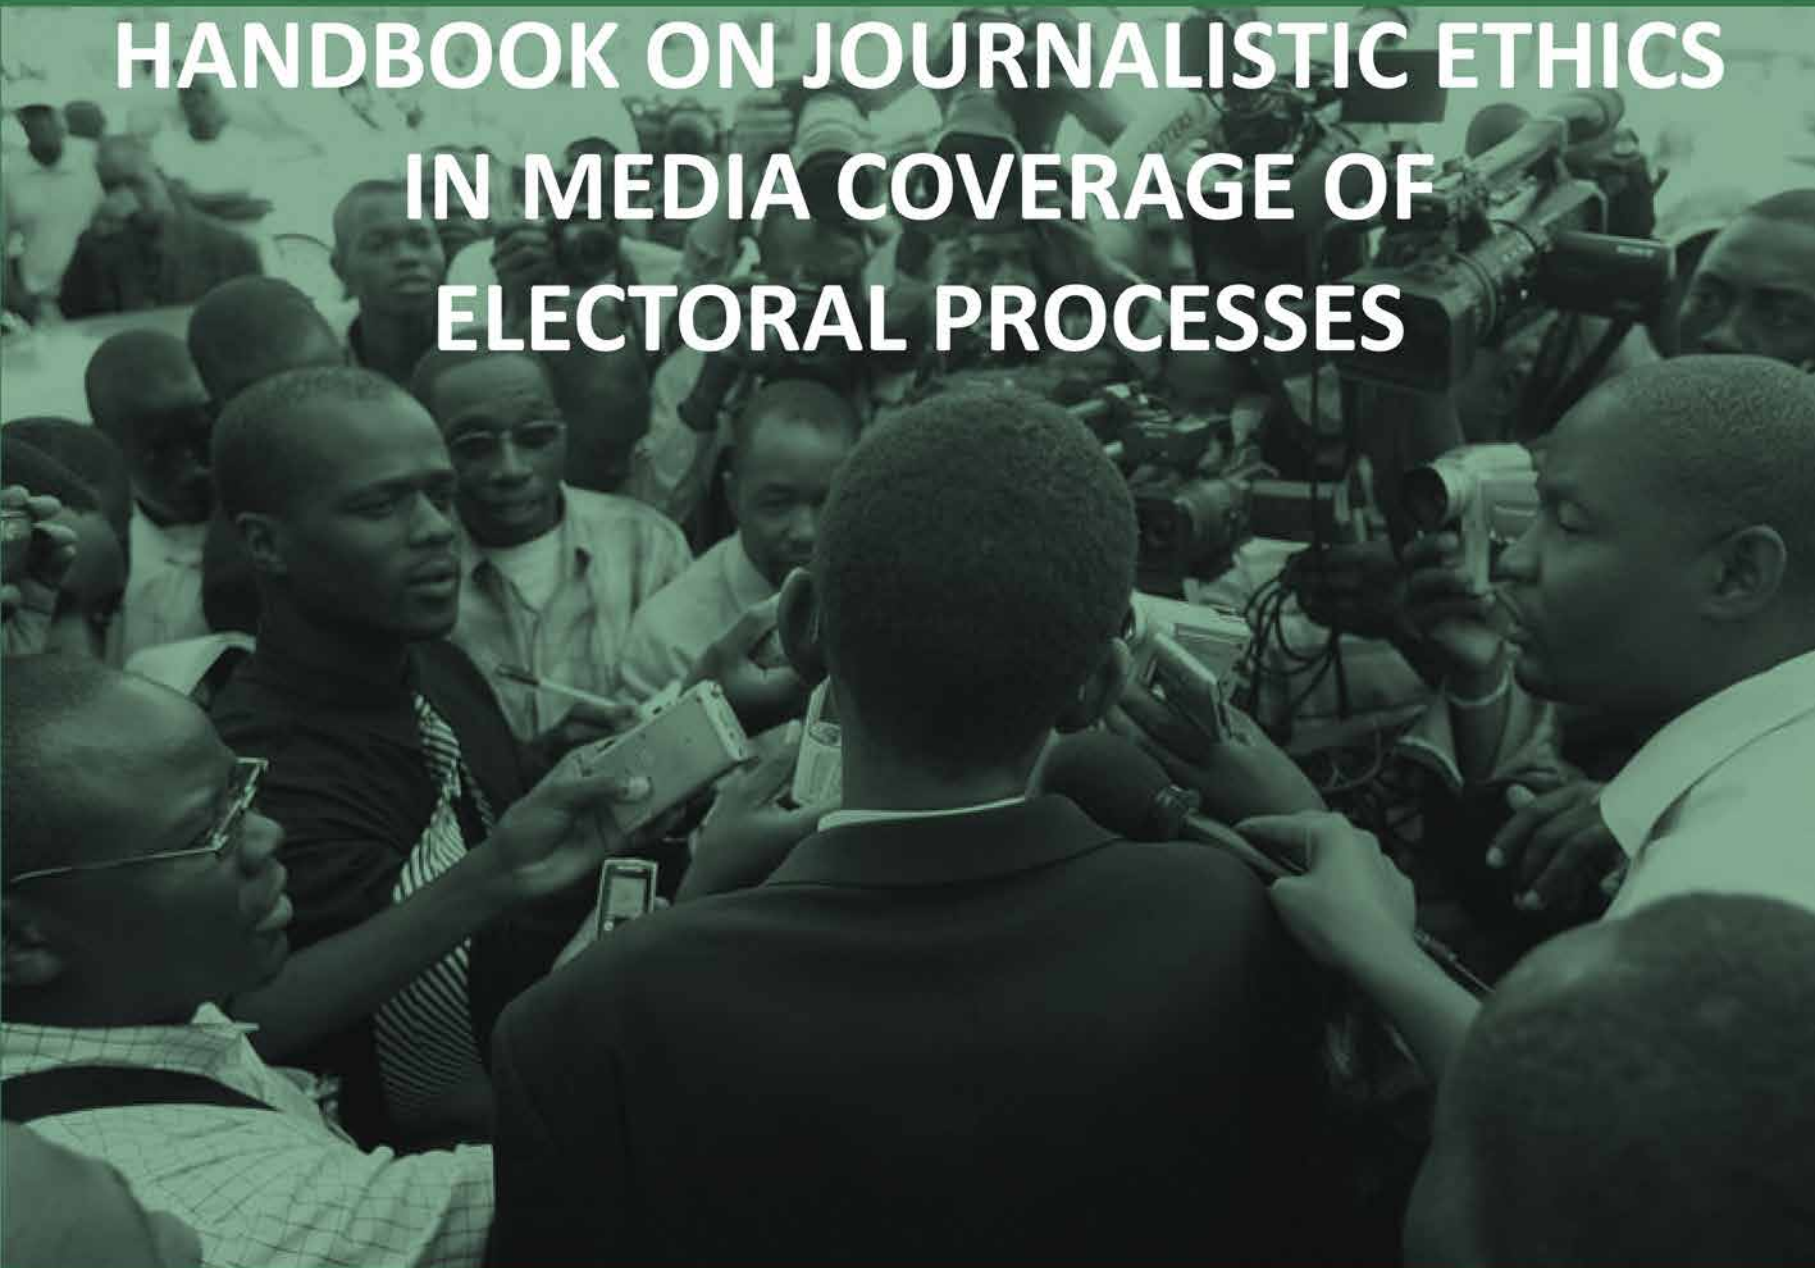 HANDBOOK ON JOURNALISTIC ETHICS
IN MEDIA COVERAGE OF
ELECTORAL PROCESSES